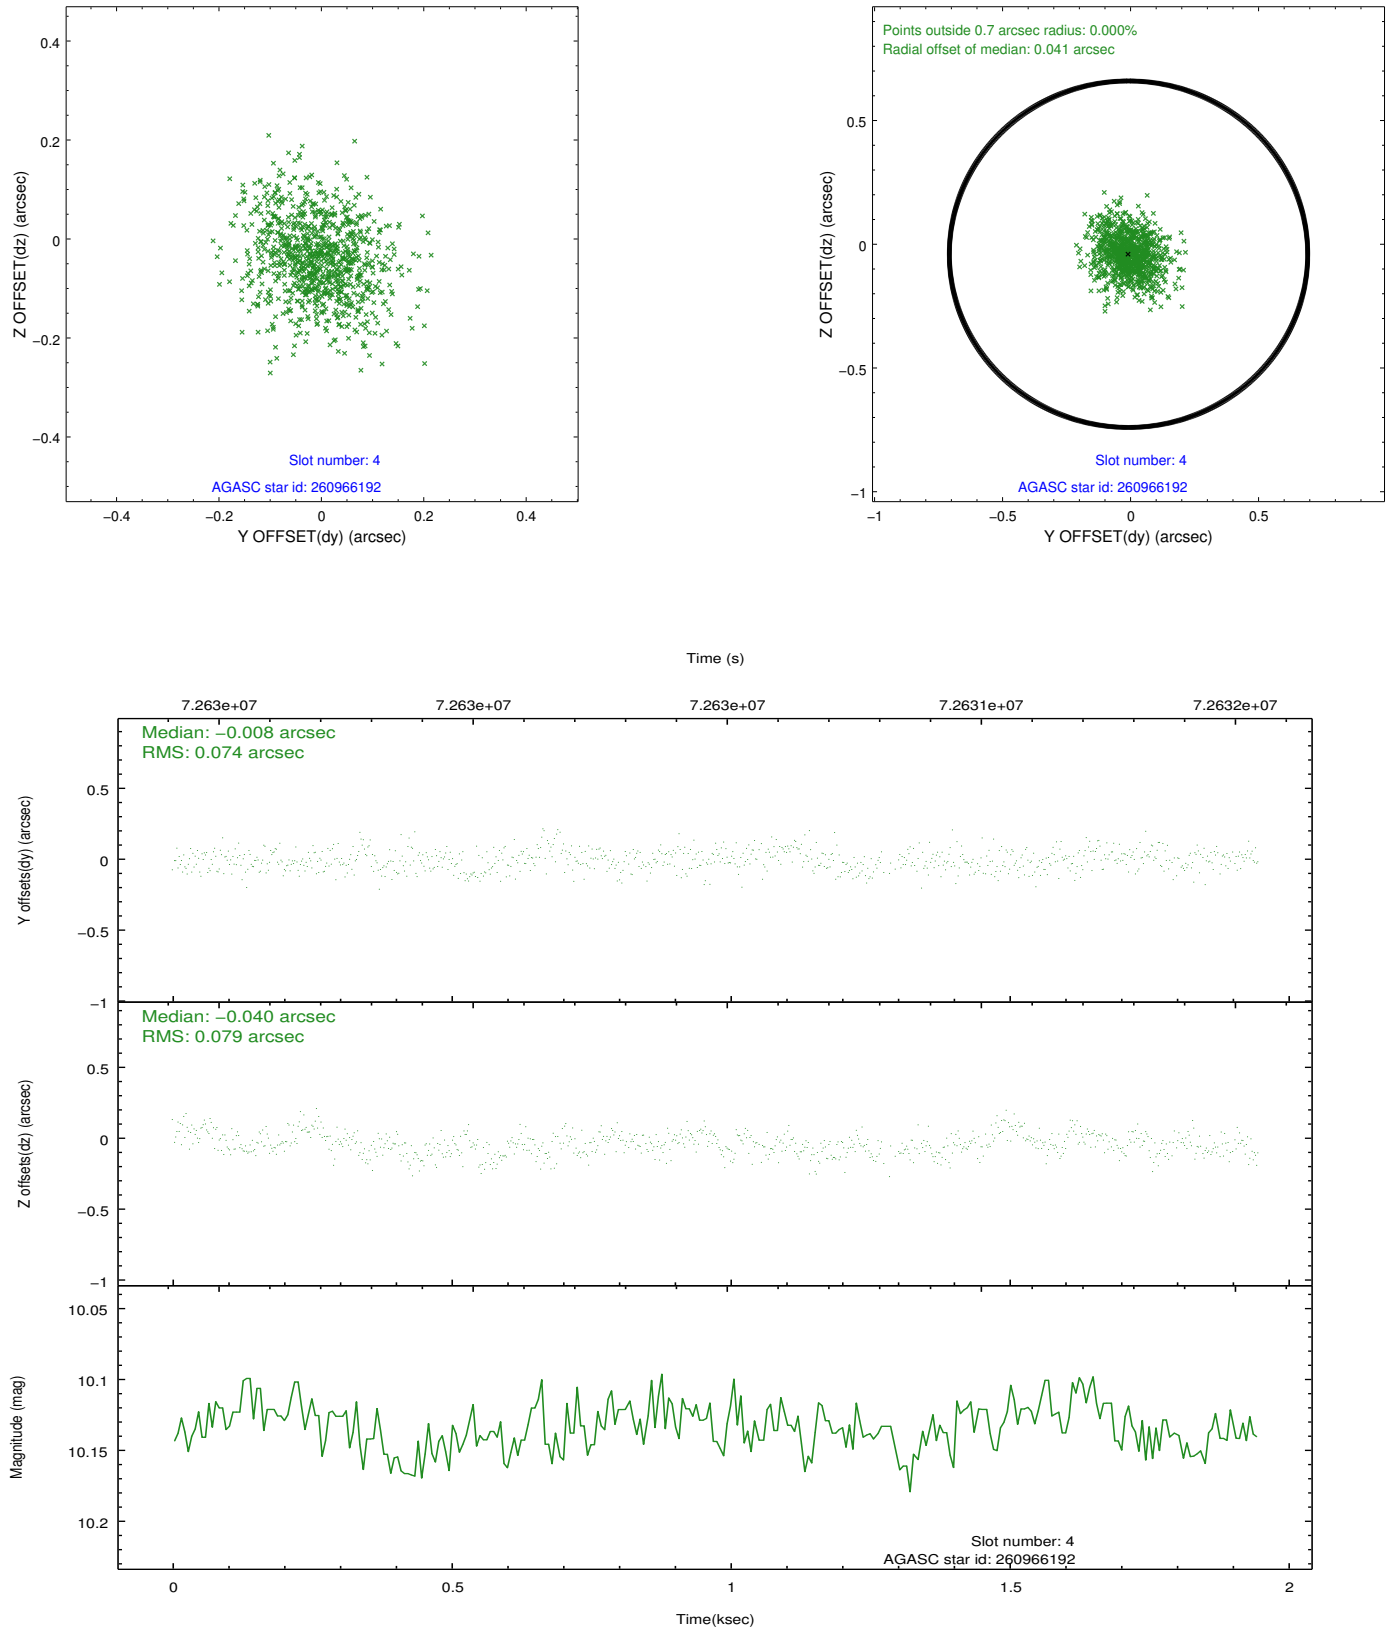 0.4
0.2
0
−0.2
−0.4
Z OFFSET(dz) (arcsec)
Slot number: 4
AGASC star id: 260966192
−0.4 −0.2 0 0.2 0.4
Y OFFSET(dy) (arcsec)
Points outside 0.7 arcsec radius: 0.000%
Radial offset of median: 0.041 arcsec
0.5
0
−0.5
−1
Z OFFSET(dz) (arcsec)
Slot number: 4
AGASC star id: 260966192
−1 −0.5 0 0.5
Y OFFSET(dy) (arcsec)
Time (s)
7.263e+07 7.263e+07 7.263e+07 7.2631e+07 7.2632e+07
Median: −0.008 arcsec
RMS: 0.074 arcsec
0.5
0
−0.5
−1
Y offsets(dy) (arcsec)
Median: −0.040 arcsec
RMS: 0.079 arcsec
0.5
0
−0.5
−1
Z offsets(dz) (arcsec)
10.05
10.1
10.15
10.2
Magnitude (mag)
Slot number: 4
AGASC star id: 260966192
0 0.5 1 1.5 2
Time(ksec)